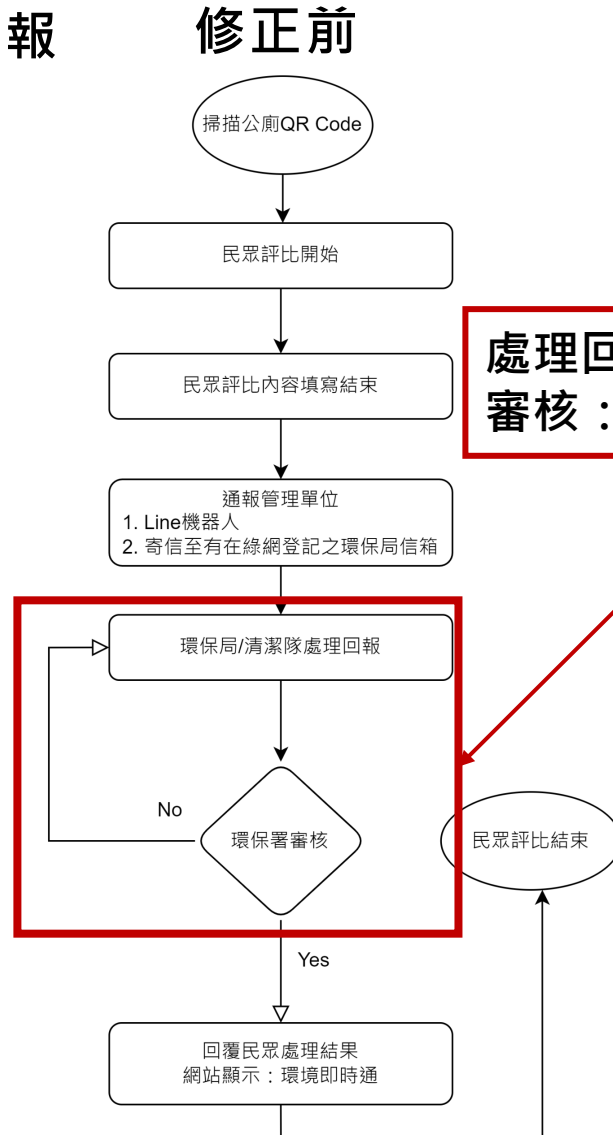 報 修正前
掃描公廁QR Code
民眾評比開始
處理回
審核：
民眾評比內容填寫結束
通報管理單位
1. Line機器人
2. 寄信至有在綠網登記之環保局信箱
環保局/清潔隊處理回報
No
環保署審核
民眾評比結束
Yes
回覆民眾處理結果
網站顯示：環境即時通